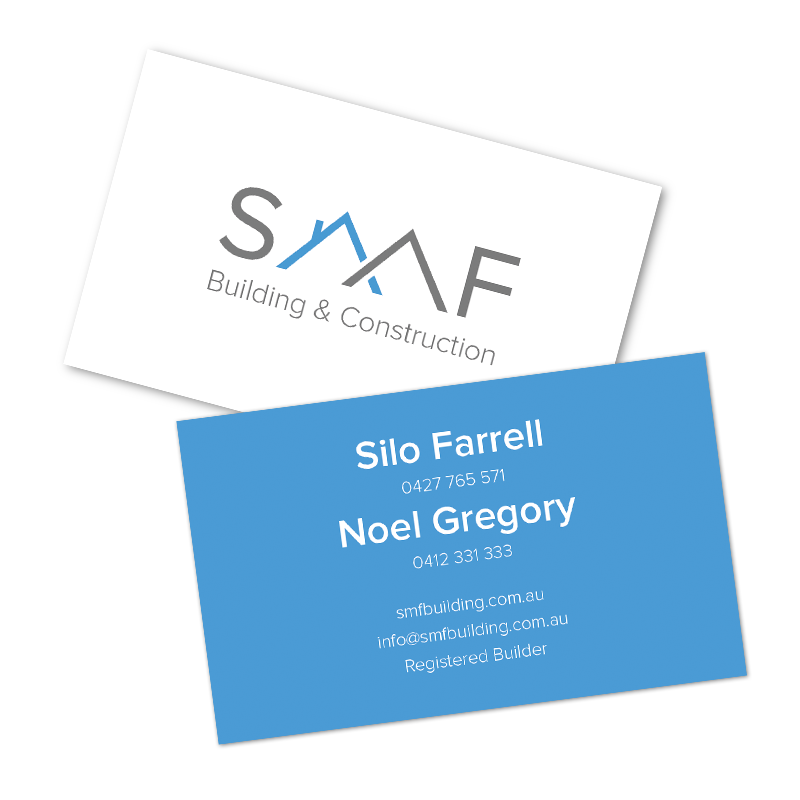 SMF
Building & Construction
Silo Farrell
0427 765 571
Noel Gregory
0412 331 333
smfbuilding.com.au
info@smfbuilding.com.au
Registered Builder